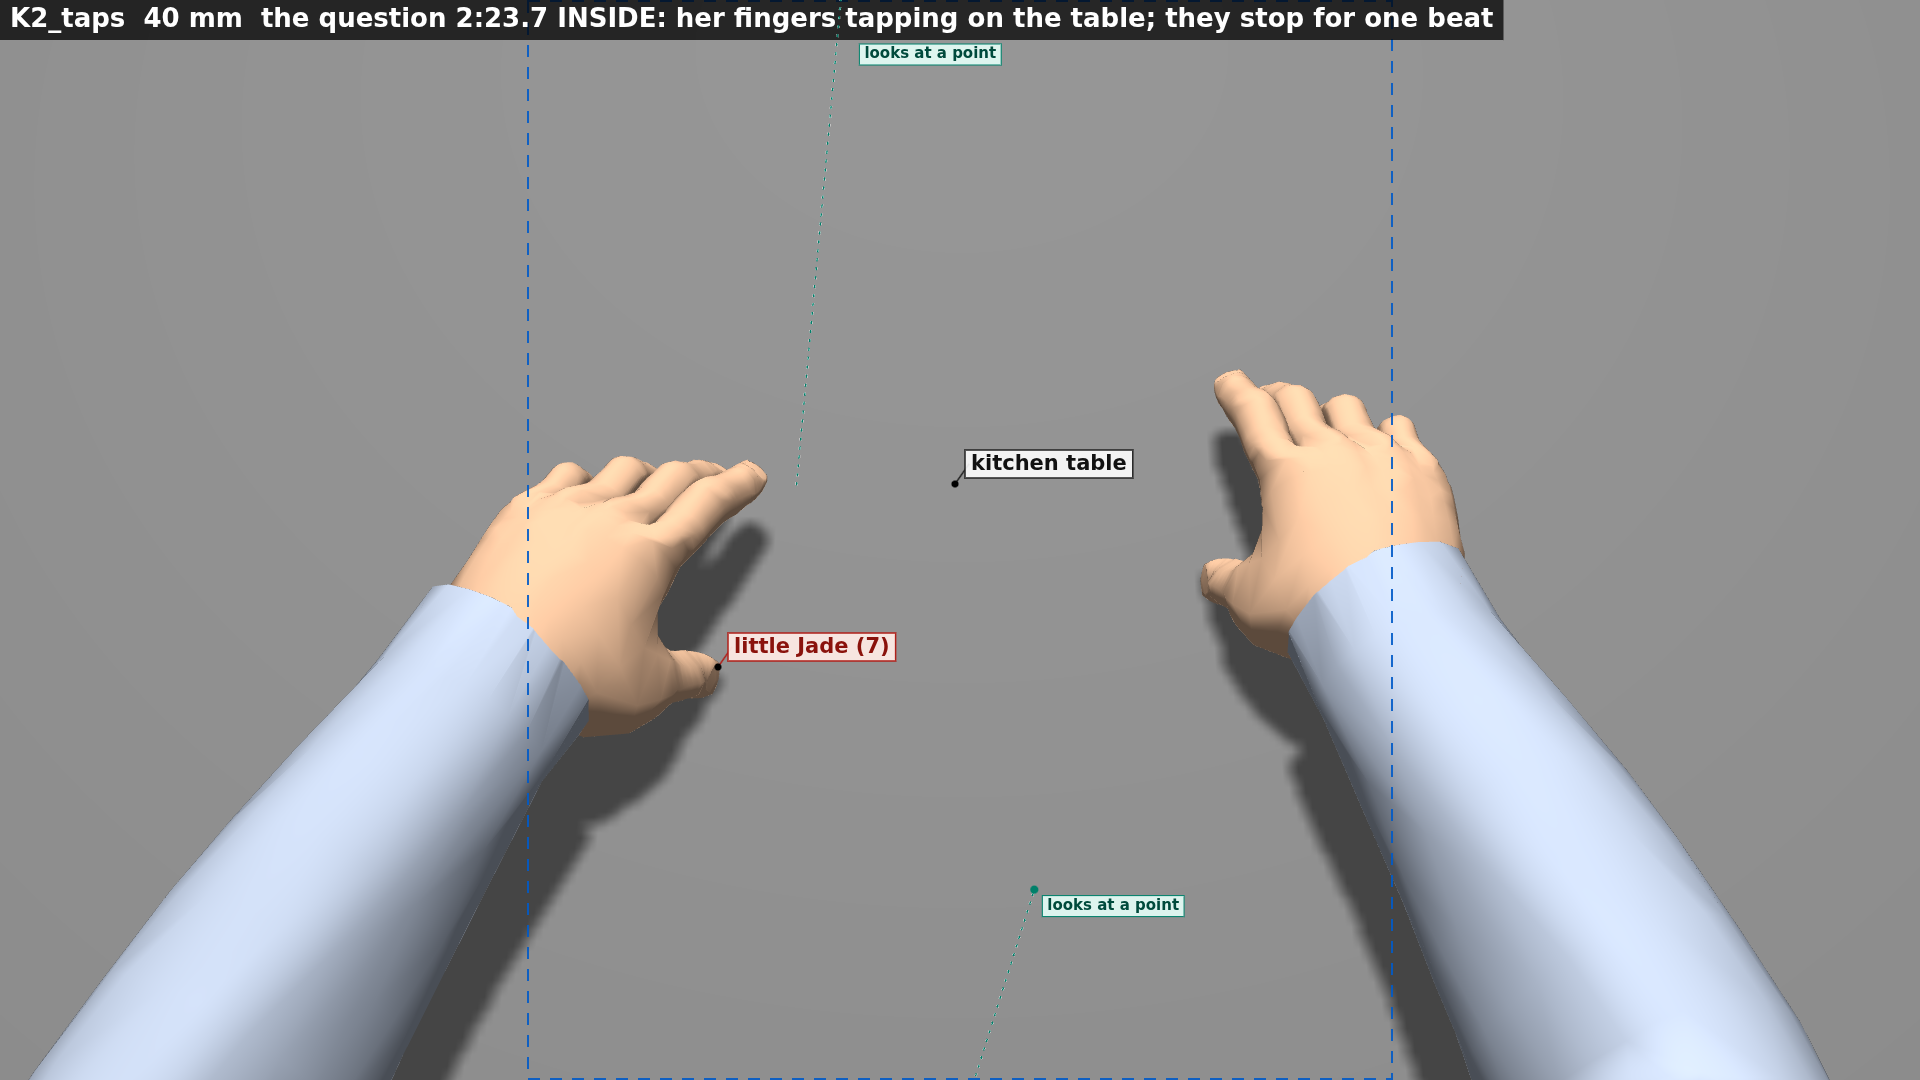 K2_taps 40 mm the question 2:23.7 INSIDE: her fingers tapping on the table; they stop for one beat
looks at a point
kitchen table
little Jade (7)
looks at a point